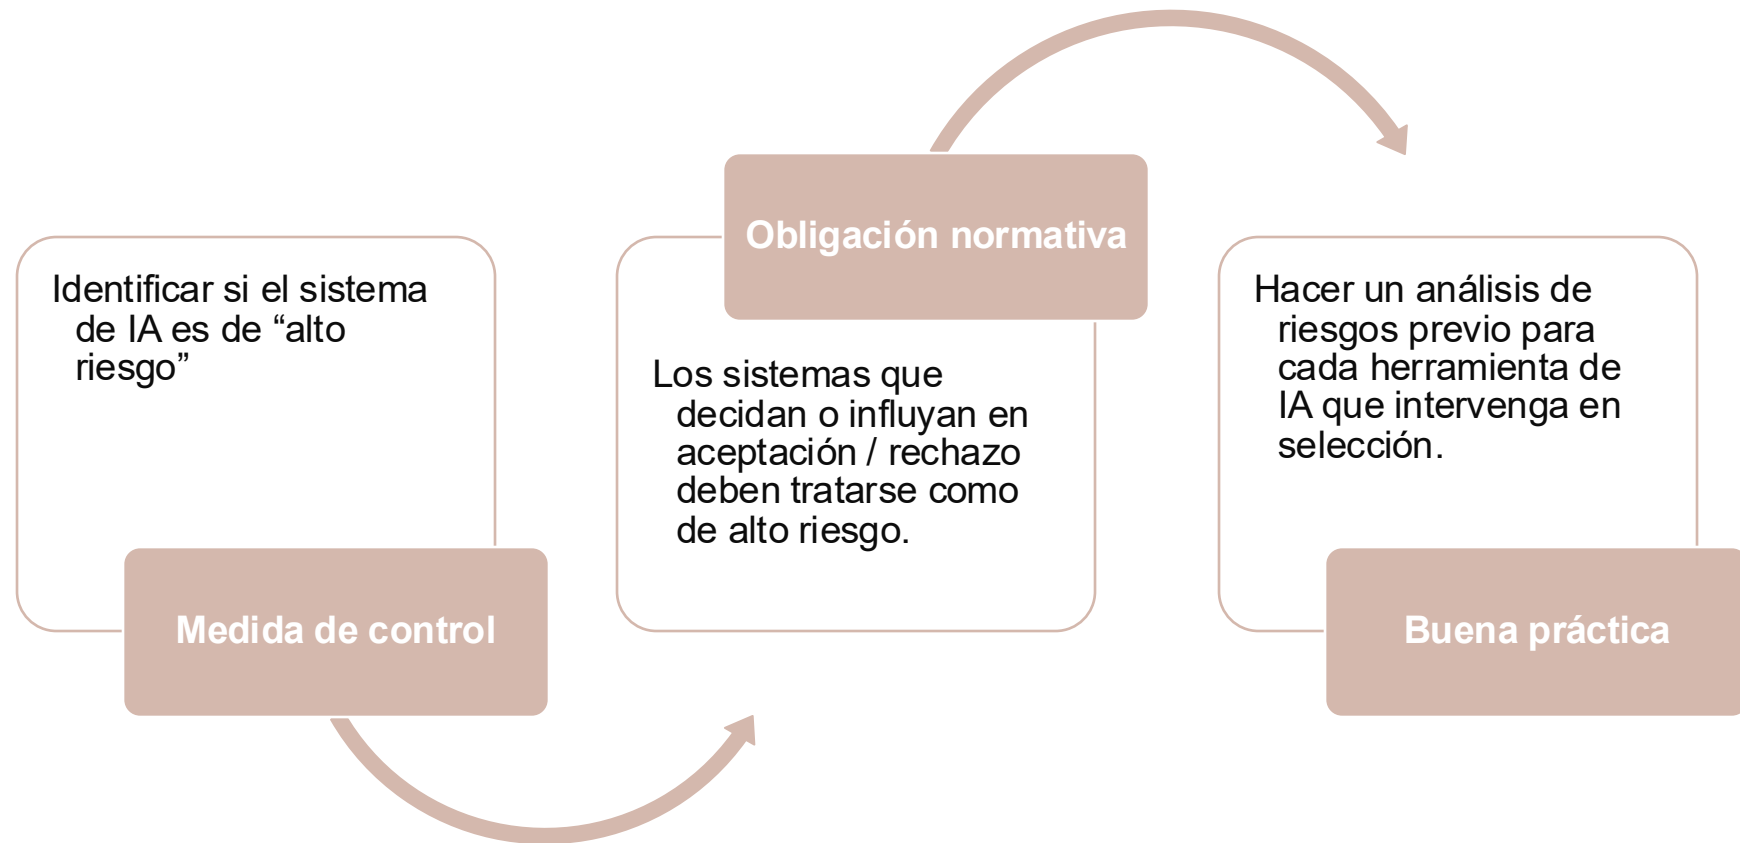 Identificar si el sistema
de IA es de “alto
riesgo”
Medida de control
Obligación normativa
Los sistemas que
decidan o influyan en
aceptación / rechazo
deben tratarse como
de alto riesgo.
Hacer un análisis de
riesgos previo para
cada herramienta de
IA que intervenga en
selección.
Buena práctica